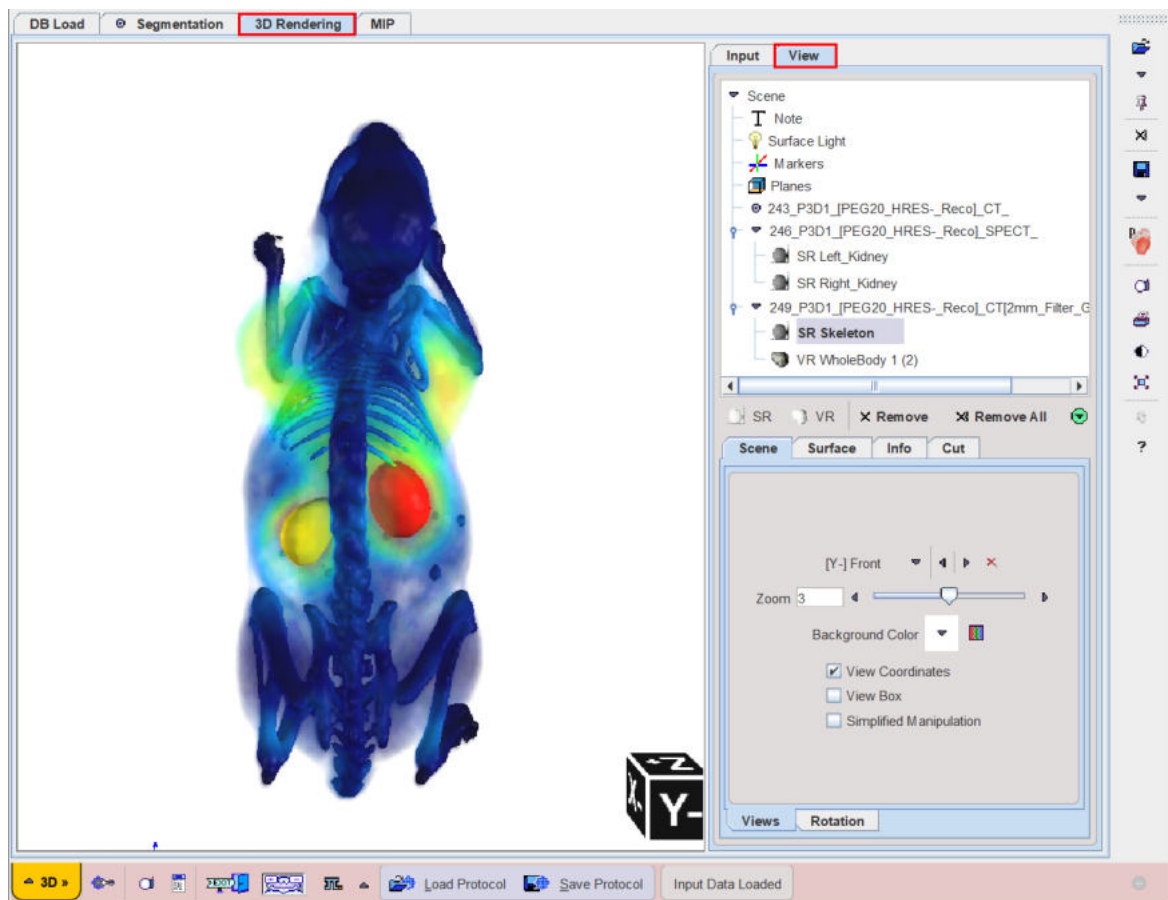 DB Load Segmentation 3D Rendering MIP
Input View
Scene
Note
Surface Light
Markers
Planes
243_P3D1_[PEG20_HRES-_Reco]_CT_
246_P3D1_[PEG20_HRES-_Reco]_SPECT_
SR Left_Kidney
SR Right_Kidney
249_P3D1_[PEG20_HRES-_Reco]_CT[2mm_Filter_G
SR Skeleton
VR WholeBody 1 (2)
SR VR Remove Remove All
Scene Surface Info Cut
[Y-] Front
Zoom 3
Background Color
View Coordinates
View Box
Simplified Manipulation
+Z
X-
Y-
Views Rotation
3D » Load Protocol Save Protocol Input Data Loaded